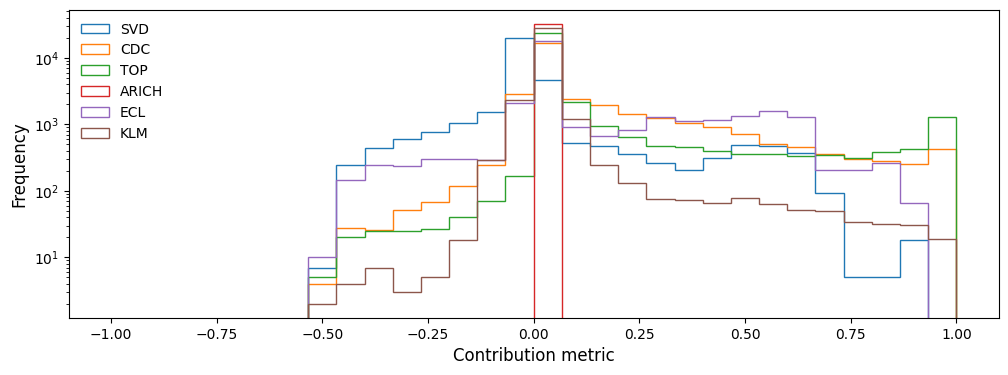 SVD
CDC
TOP
ARICH
ECL
KLM
Frequency
10⁴
10³
10²
10¹
−1.00 −0.75 −0.50 −0.25 0.00 0.25 0.50 0.75 1.00
Contribution metric